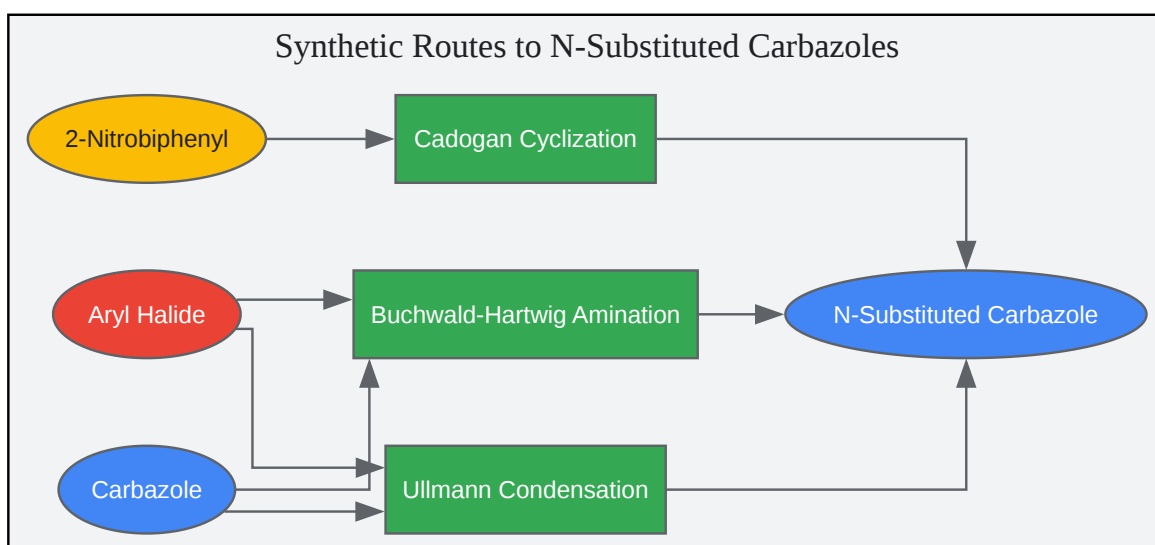 Synthetic Routes to N-Substituted Carbazoles
2-Nitrobiphenyl
Cadogan Cyclization
Aryl Halide
Buchwald-Hartwig Amination
N-Substituted Carbazole
Carbazole
Ullmann Condensation